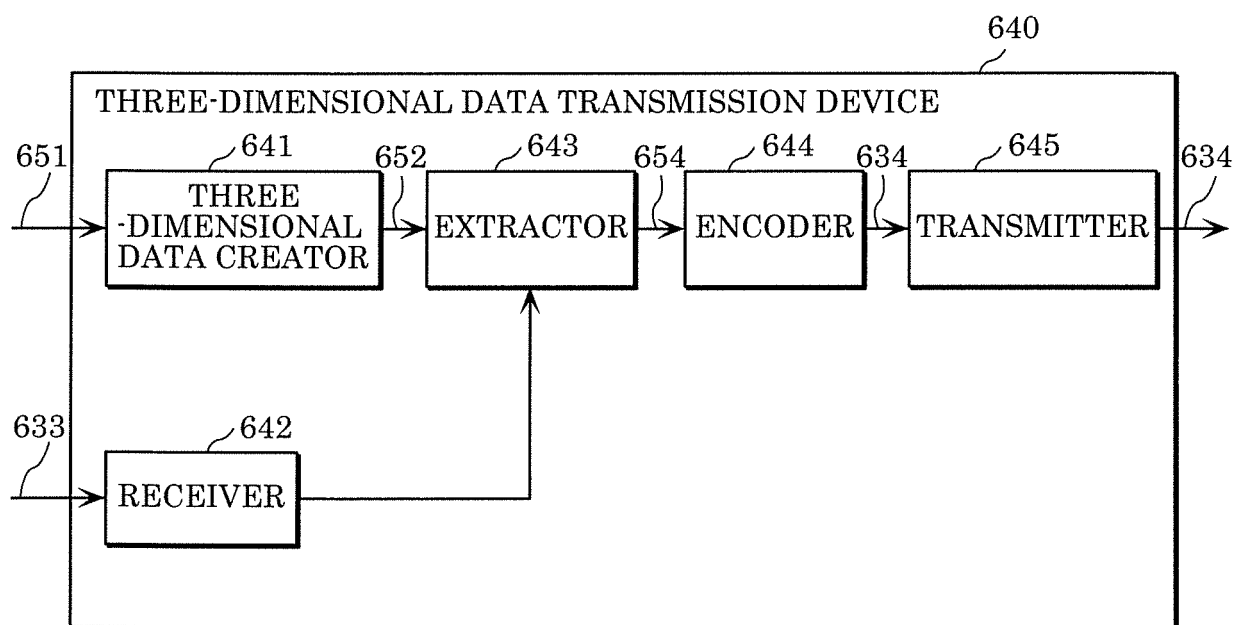 640
THREE-DIMENSIONAL DATA TRANSMISSION DEVICE
651
641
652
643
654
644
634
645
634
THREE
-DIMENSIONAL
DATA CREATOR
EXTRACTOR
ENCODER
TRANSMITTER
633
642
RECEIVER